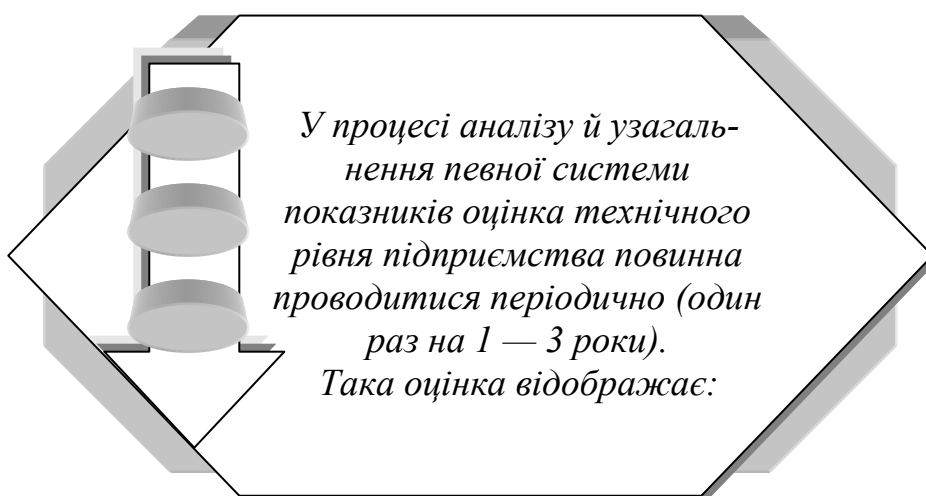 У процесі аналізу й узагаль-
нення певної системи
показників оцінка технічного
рівня підприємства повинна
проводитися періодично (один
раз на 1 — 3 роки).
Така оцінка відображає: